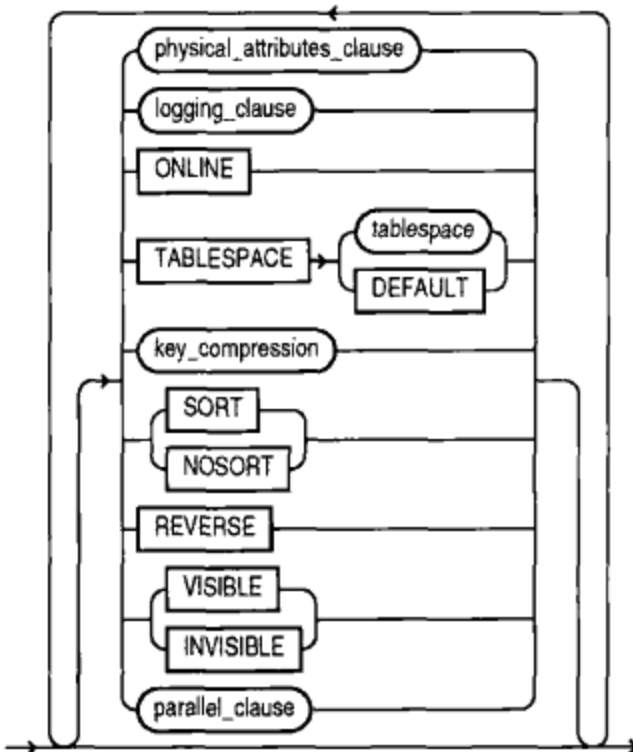 physical_attributes_clause
logging_clause
ONLINE
tablespace
TABLESPACE
DEFAULT
key_compression
SORT
NOSORT
REVERSE
VISIBLE
INVISIBLE
parallel_clause